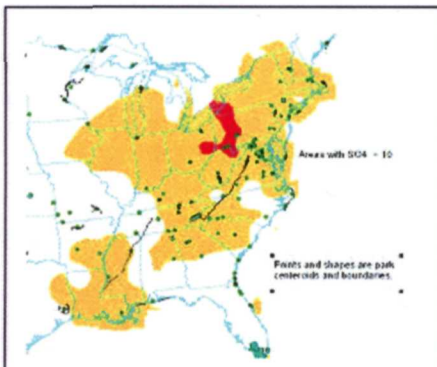 Areas with SO4 > 10
Points and shapes are park
centeroids and boundaries.